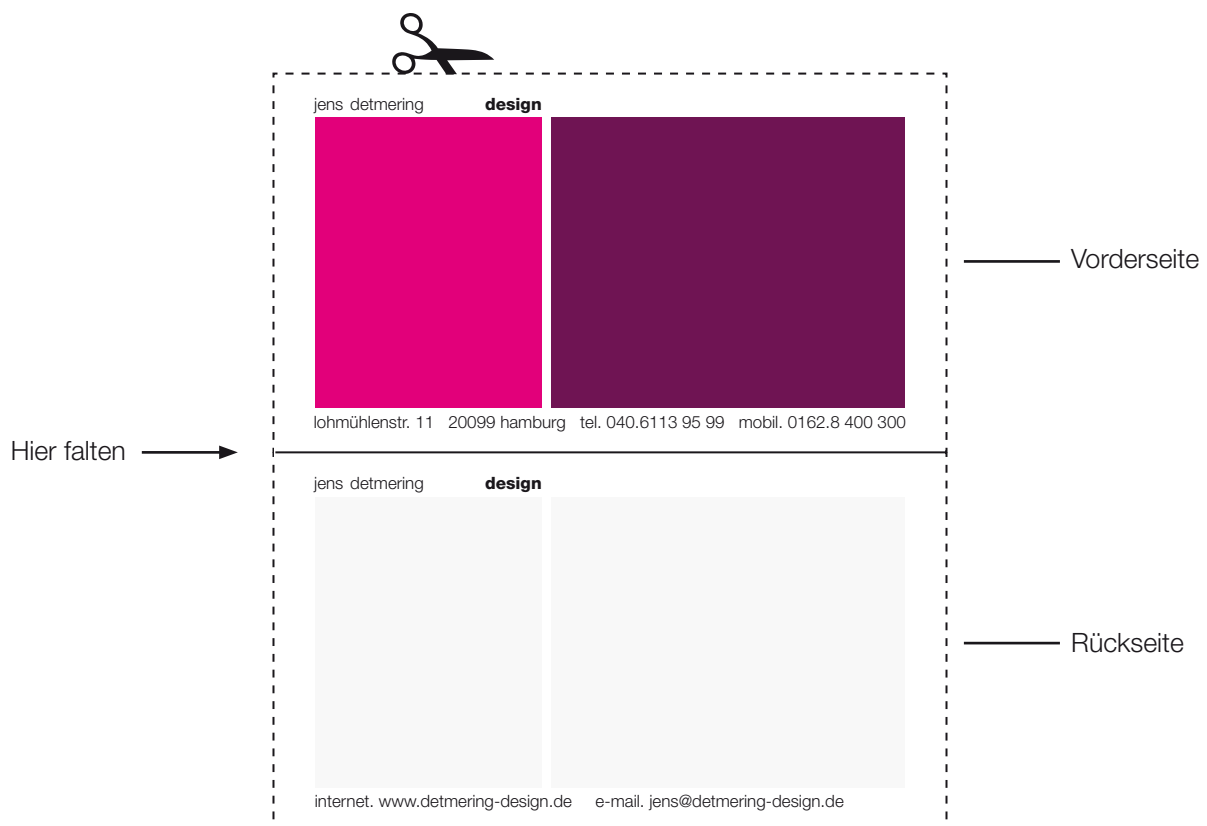 jens detmering design
Vorderseite
lohmühlenstr. 11 20099 hamburg tel. 040.6113 95 99 mobil. 0162.8 400 300
Hier falten
jens detmering design
Rückseite
internet. www.detmering-design.de e-mail. jens@detmering-design.de